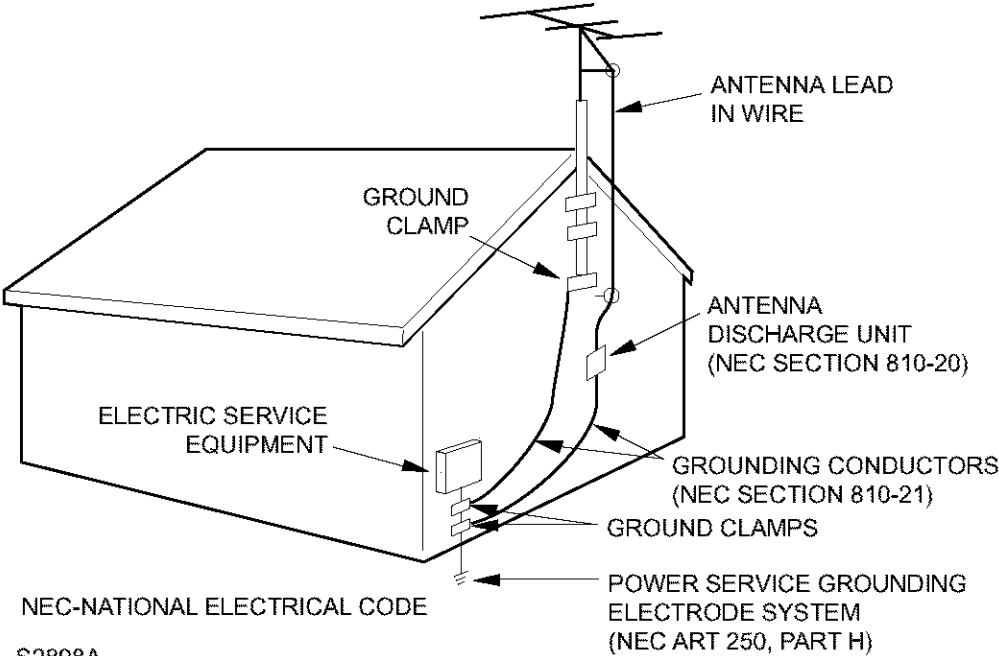 ANTENNA LEAD
IN WIRE
GROUND
CLAMP
ANTENNA
DISCHARGE UNIT
(NEC SECTION 810-20)
ELECTRIC SERVICE
EQUIPMENT
GROUNDING CONDUCTORS
(NEC SECTION 810-21)
GROUND CLAMPS
POWER SERVICE GROUNDING
ELECTRODE SYSTEM
(NEC ART 250, PART H)
NEC-NATIONAL ELECTRICAL CODE
S2898A